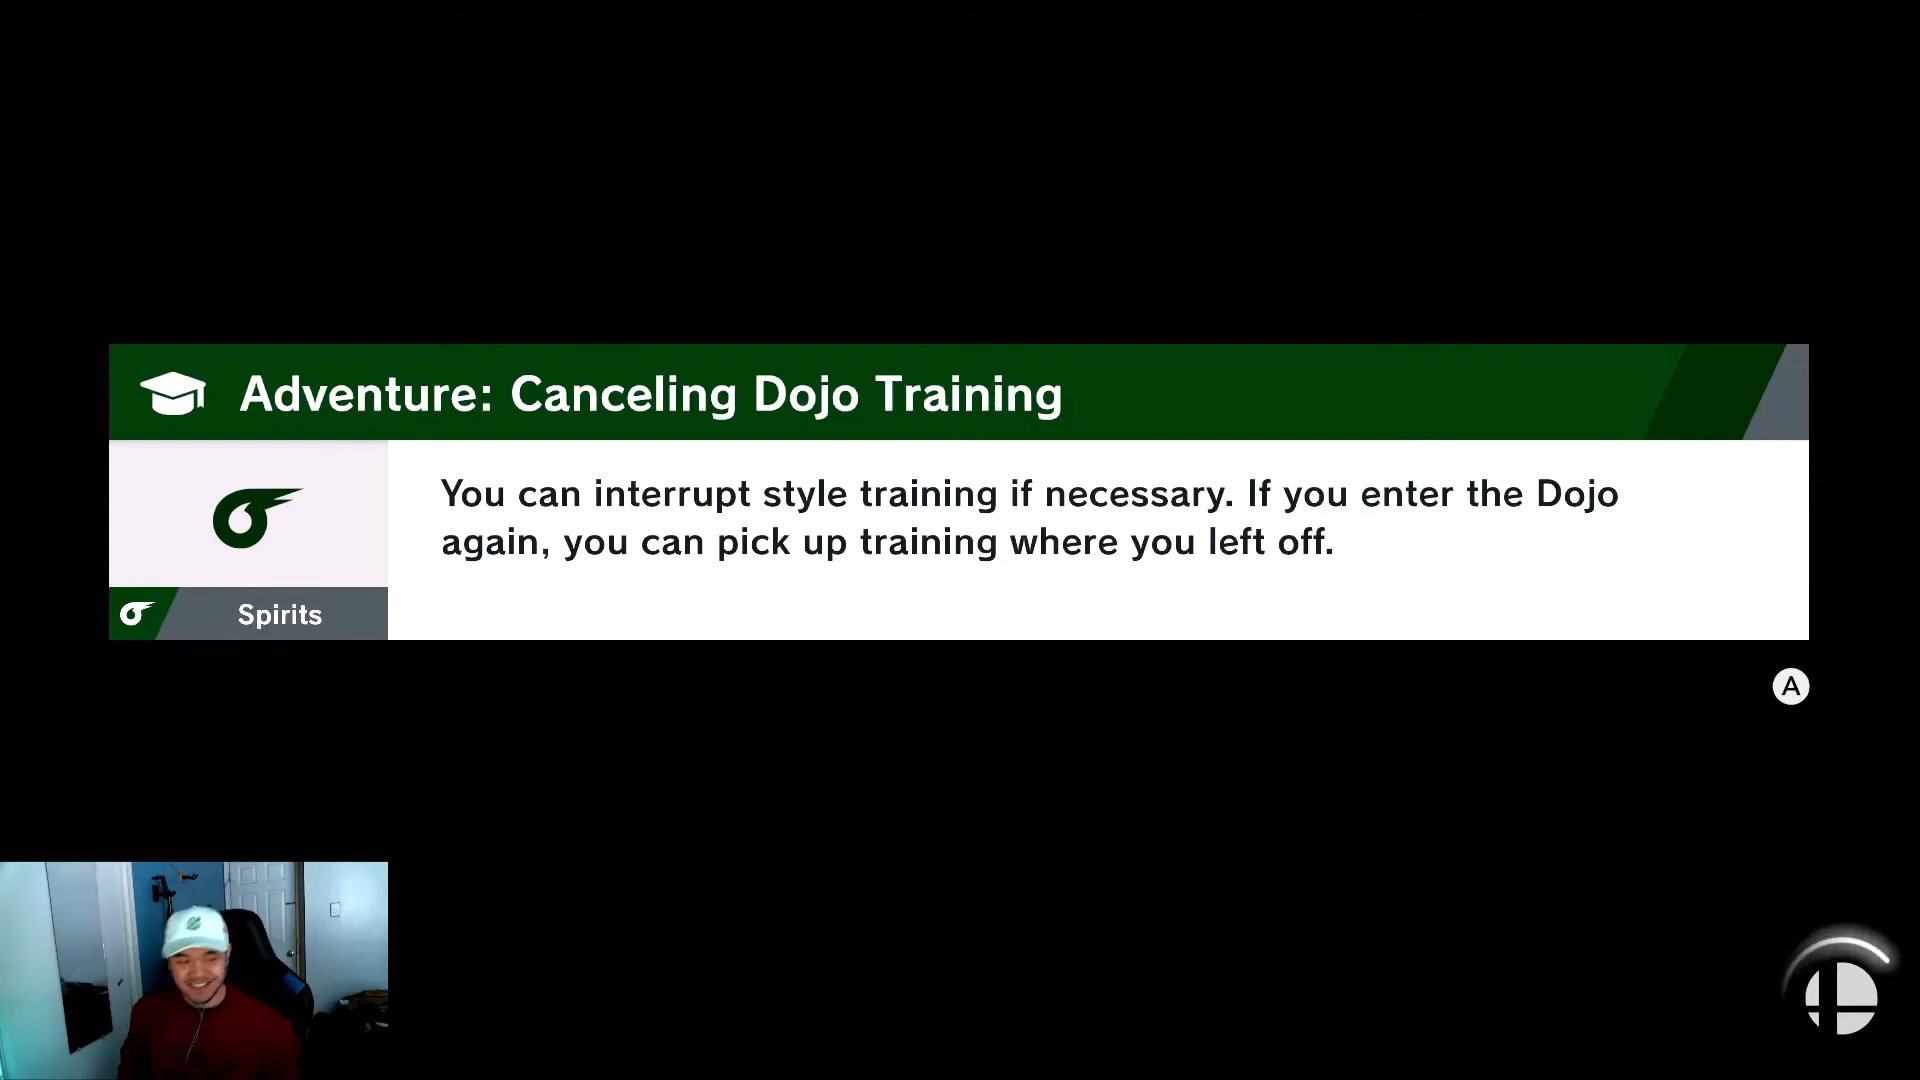 Adventure: Canceling Dojo Training
You can interrupt style training if necessary. If you enter the Dojo
again, you can pick up training where you left off.
Spirits
A